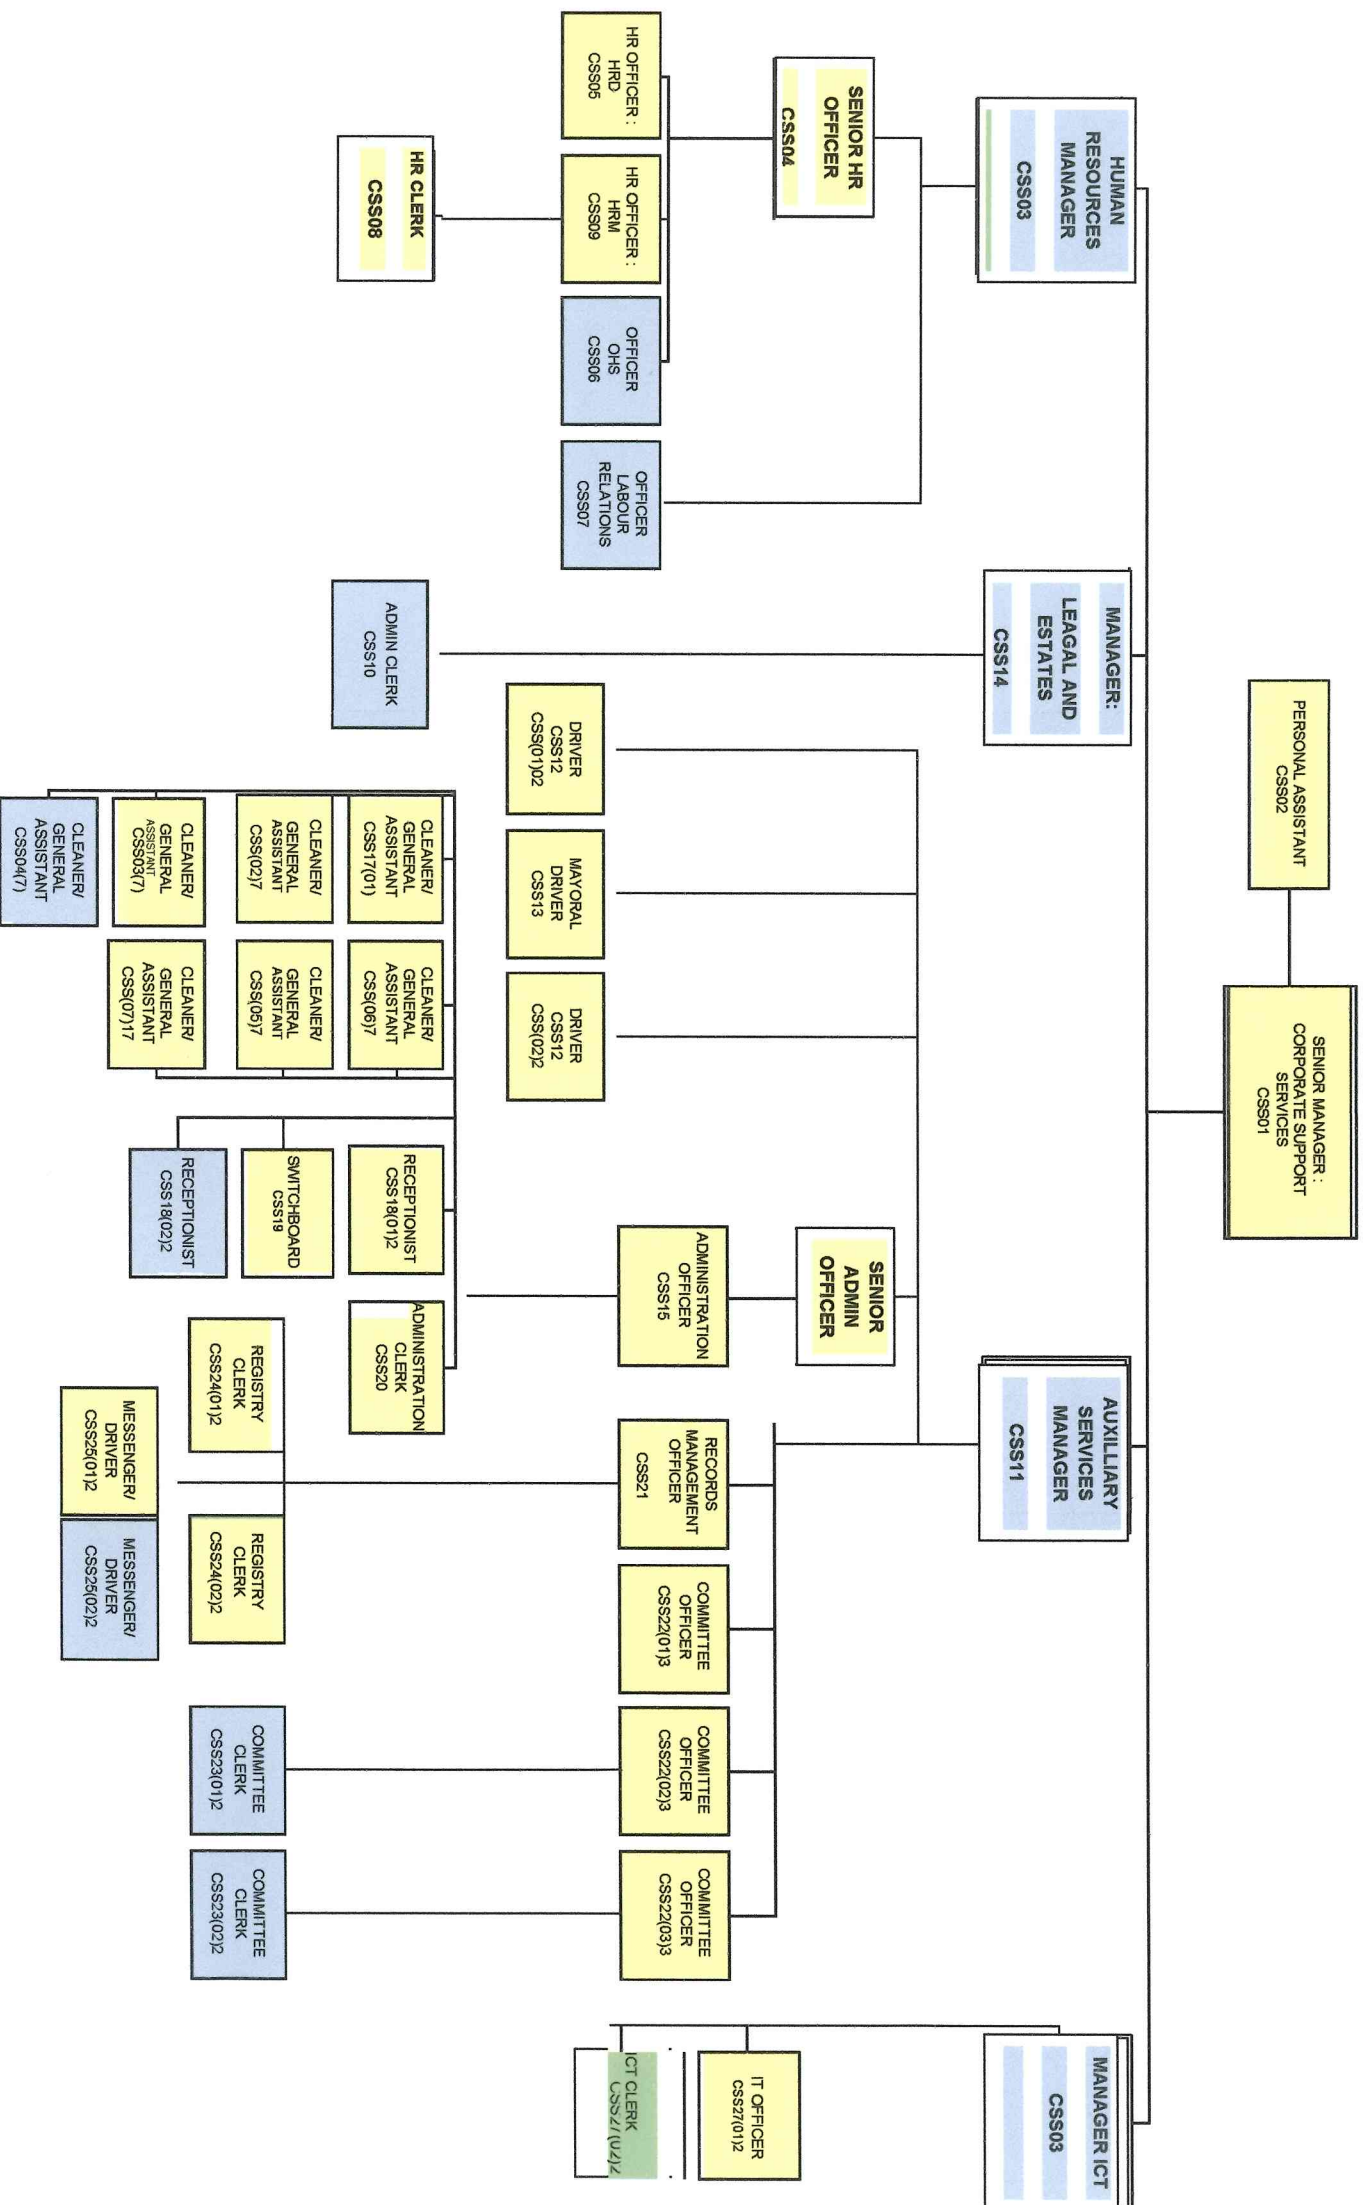 PERSONAL ASSISTANT
CSS02
SENIOR MANAGER :
CORPORATE SUPPORT
SERVICES
CSS01
HUMAN
RESOURCES
MANAGER
CSS03
MANAGER:
LEAGAL AND
ESTATES
CSS14
AUXILLIARY
SERVICES
MANAGER
CSS11
MANAGER ICT
CSS03
SENIOR HR
OFFICER
CSS04
SENIOR
ADMIN
OFFICER
HR OFFICER :
HRD
CSS05
HR OFFICER :
HRM
CSS09
OFFICER
OHS
CSS06
OFFICER
LABOUR
RELATIONS
CSS07
DRIVER
CSS12
CSS(01)02
MAYORAL
DRIVER
CSS13
DRIVER
CSS12
CSS(02)2
ADMINISTRATION
OFFICER
CSS15
RECORDS
MANAGEMENT
OFFICER
CSS21
COMMITTEE
OFFICER
CSS22(01)3
COMMITTEE
OFFICER
CSS22(02)3
COMMITTEE
OFFICER
CSS22(03)3
IT OFFICER
CSS27(01)2
ICT CLERK
CSS27(02)2
HR CLERK
CSS08
ADMIN CLERK
CSS10
CLEANER/
GENERAL
ASSISTANT
CSS17(01)
CLEANER/
GENERAL
ASSISTANT
CSS(06)7
RECEPTIONIST
CSS18(01)2
ADMINISTRATION
CLERK
CSS20
CLEANER/
GENERAL
ASSISTANT
CSS(02)7
CLEANER/
GENERAL
ASSISTANT
CSS(05)7
SWITCHBOARD
CSS19
REGISTRY
CLERK
CSS24(01)2
REGISTRY
CLERK
CSS24(02)2
COMMITTEE
CLERK
CSS23(01)2
COMMITTEE
CLERK
CSS23(02)2
CLEANER/
GENERAL
ASSISTANT
CSS03(7)
CLEANER/
GENERAL
ASSISTANT
CSS(07)17
RECEPTIONIST
CSS18(02)2
MESSENGER/
DRIVER
CSS25(01)2
MESSENGER/
DRIVER
CSS25(02)2
CLEANER/
GENERAL
ASSISTANT
CSS04(7)